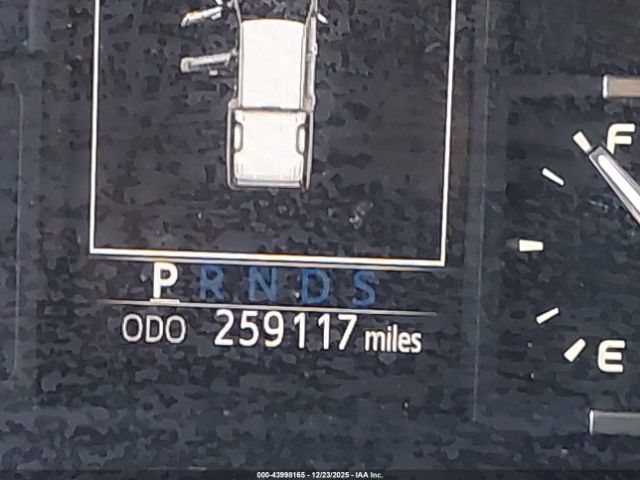 F
P R N D S
ODO 259117 miles
E
000-43998165 - 12/23/2025 - IAA Inc.